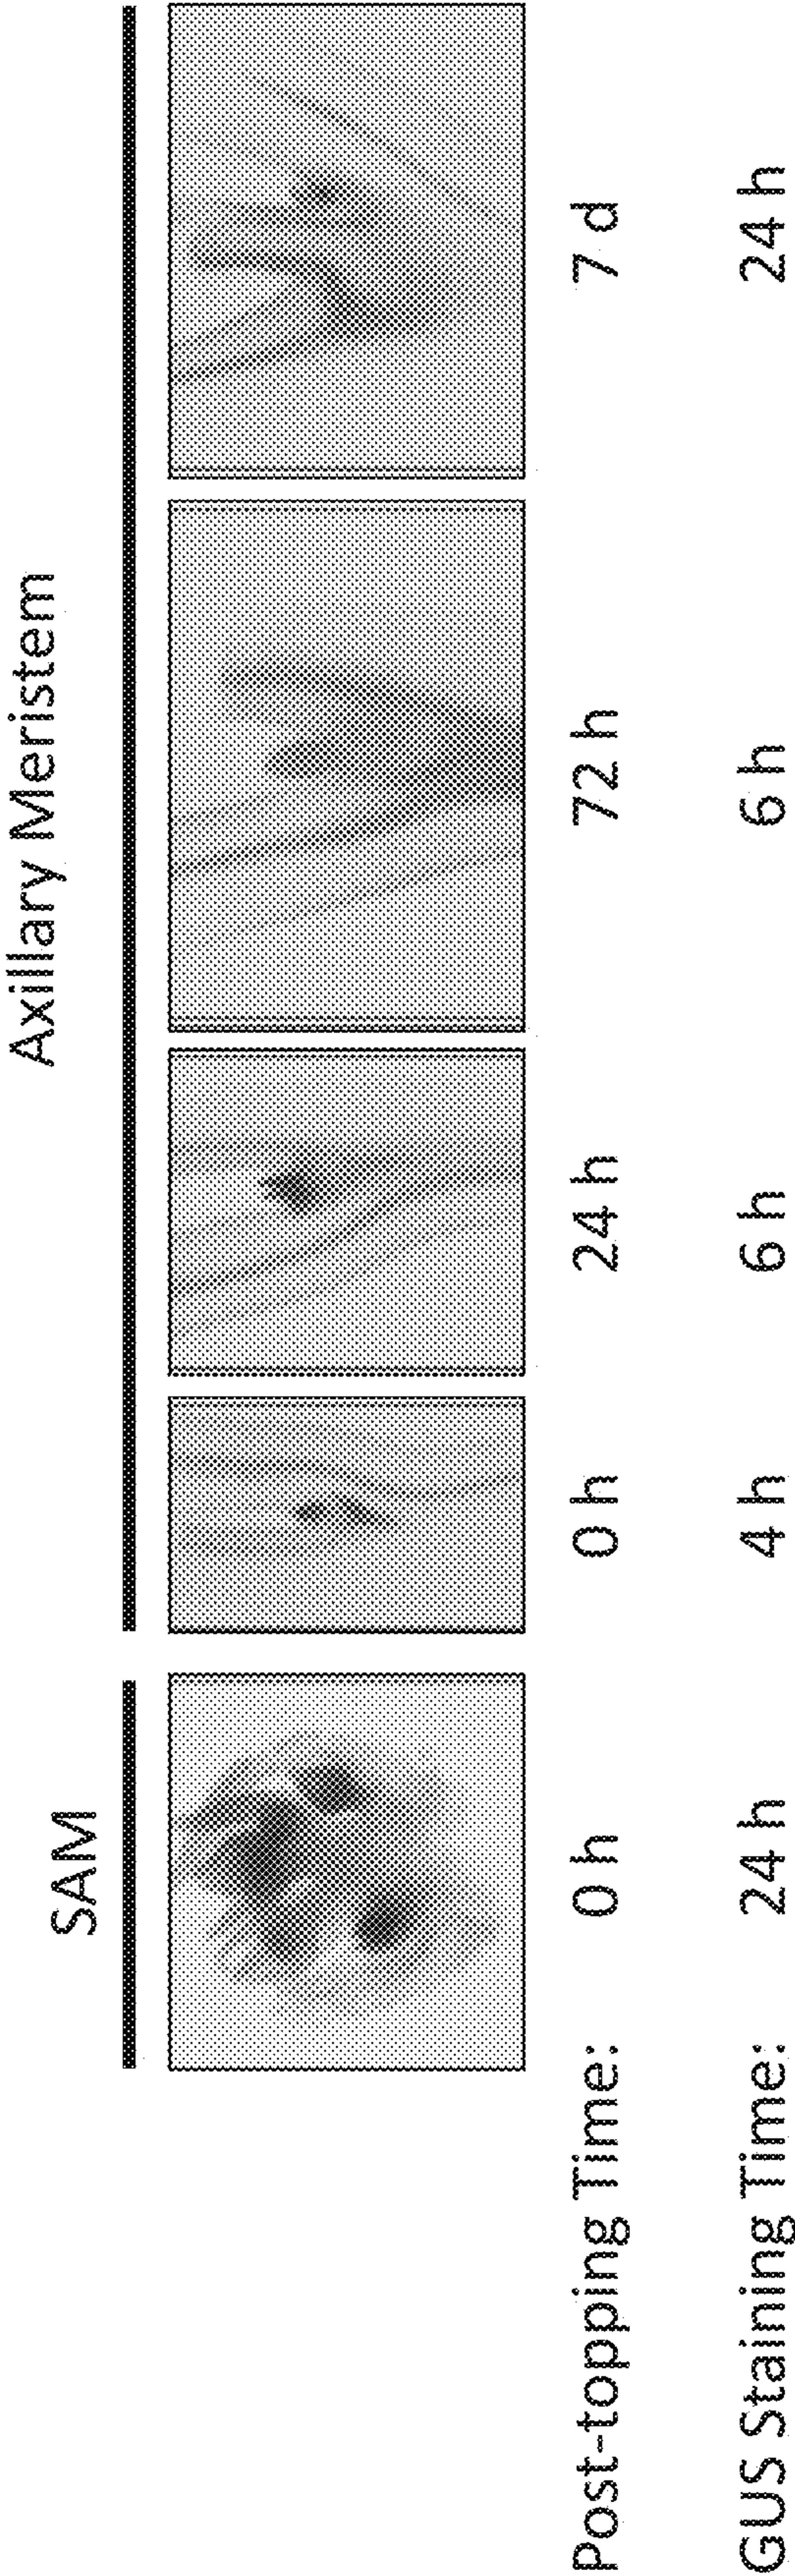 SAM Axillary Meristem
Post-topping Time: 0 h 0 h 24 h 72 h 7 d
GUS Staining Time: 24 h 4 h 6 h 6 h 24 h